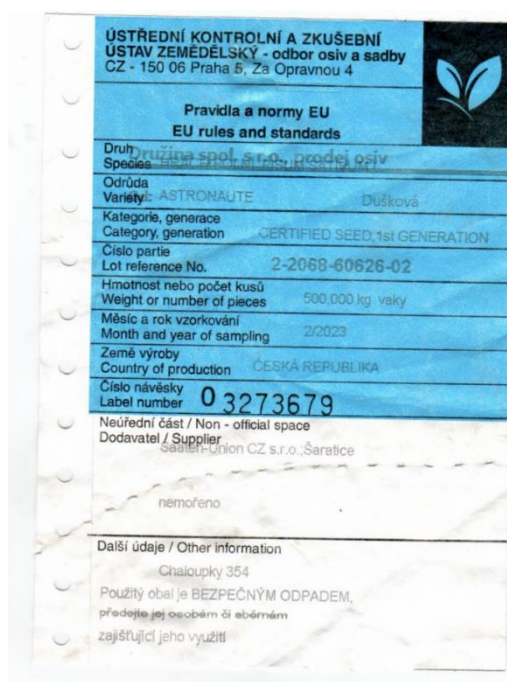 ÚSTŘEDNÍ KONTROLNÍ A ZKUŠEBNÍ
ÚSTAV ZEMĚDĚLSKÝ - odbor osiv a sadby
CZ - 150 06 Praha 5, Za Opravnou 4
Pravidla a normy EU
EU rules and standards
Druh
Družina spol. s r.o., prodej osiv
Species
Odrůda
Variety ASTRONAUTE Dušková
Kategorie, generace
Category, generation CERTIFIED SEED,1st GENERATION
Číslo partie
Lot reference No. 2-2068-60626-02
Hmotnost nebo počet kusů
Weight or number of pieces 500,000 kg vaky
Měsíc a rok vzorkování
Month and year of sampling 2/2023
Země výroby
Country of production ČESKÁ REPUBLIKA
Číslo návěsky
Label number 0 3273679
Neúřední část / Non - official space
Dodavatel / Supplier
Saaten-Union CZ s.r.o.;Šaratice
nemořeno
Další údaje / Other information
Chaloupky 354
Použitý obal je BEZPEČNÝM ODPADEM,
předejte jej osobám či sběrnám
zajišťující jeho využití